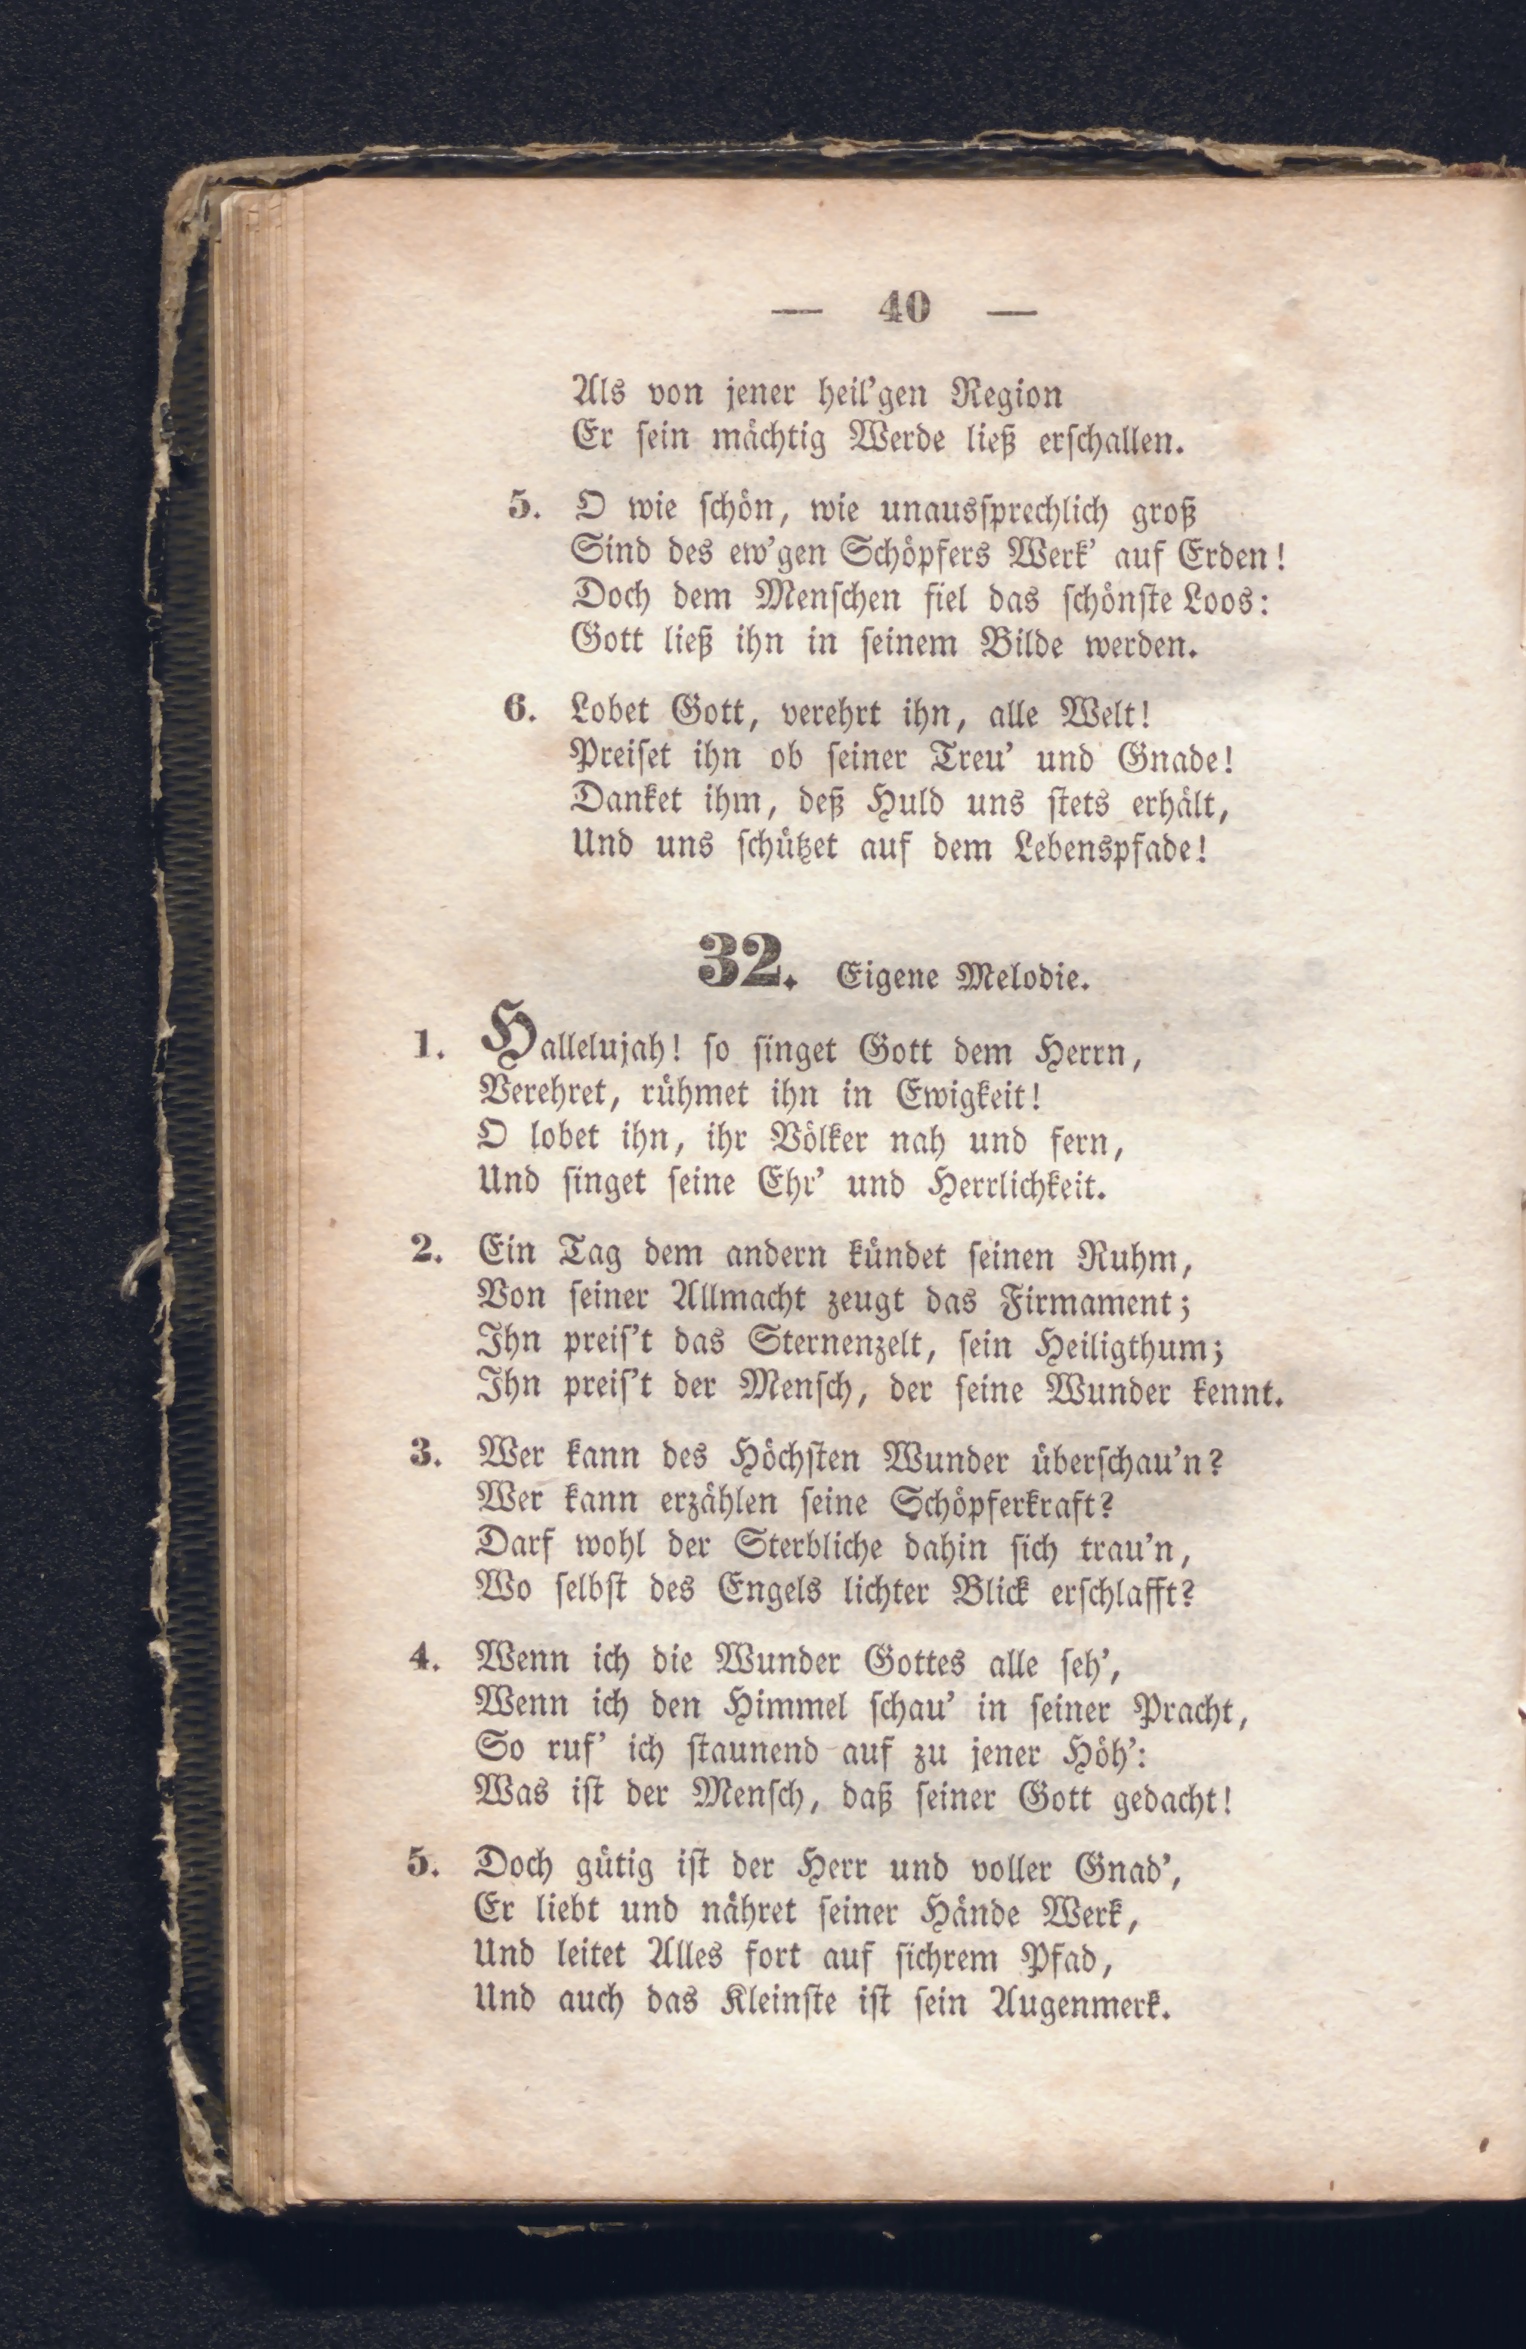 — 40 —
Als von jener heil'gen Region
Er sein mächtig Werde ließ erschallen.
5. O wie schön, wie unaussprechlich groß
Sind des ew'gen Schöpfers Werk' auf Erden!
Doch dem Menschen fiel das schönste Loos:
Gott ließ ihn in seinem Bilde werden.
6. Lobet Gott, verehrt ihn, alle Welt!
Preiset ihn ob seiner Treu' und Gnade!
Danket ihm, deß Huld uns stets erhält,
Und uns schützet auf dem Lebenspfade!
32. Eigene Melodie.
1. Hallelujah! so singet Gott dem Herrn,
Verehret, rühmet ihn in Ewigkeit!
O lobet ihn, ihr Völker nah und fern,
Und singet seine Ehr' und Herrlichkeit.
2. Ein Tag dem andern kündet seinen Ruhm,
Von seiner Allmacht zeugt das Firmament;
Ihn preis't das Sternenzelt, sein Heiligthum;
Ihn preis't der Mensch, der seine Wunder kennt.
3. Wer kann des Höchsten Wunder überschau'n?
Wer kann erzählen seine Schöpferkraft?
Darf wohl der Sterbliche dahin sich trau'n,
Wo selbst des Engels lichter Blick erschlafft?
4. Wenn ich die Wunder Gottes alle seh',
Wenn ich den Himmel schau' in seiner Pracht,
So ruf' ich staunend auf zu jener Höh':
Was ist der Mensch, daß seiner Gott gedacht!
5. Doch gütig ist der Herr und voller Gnad',
Er liebt und nähret seiner Hände Werk,
Und leitet Alles fort auf sichrem Pfad,
Und auch das Kleinste ist sein Augenmerk.